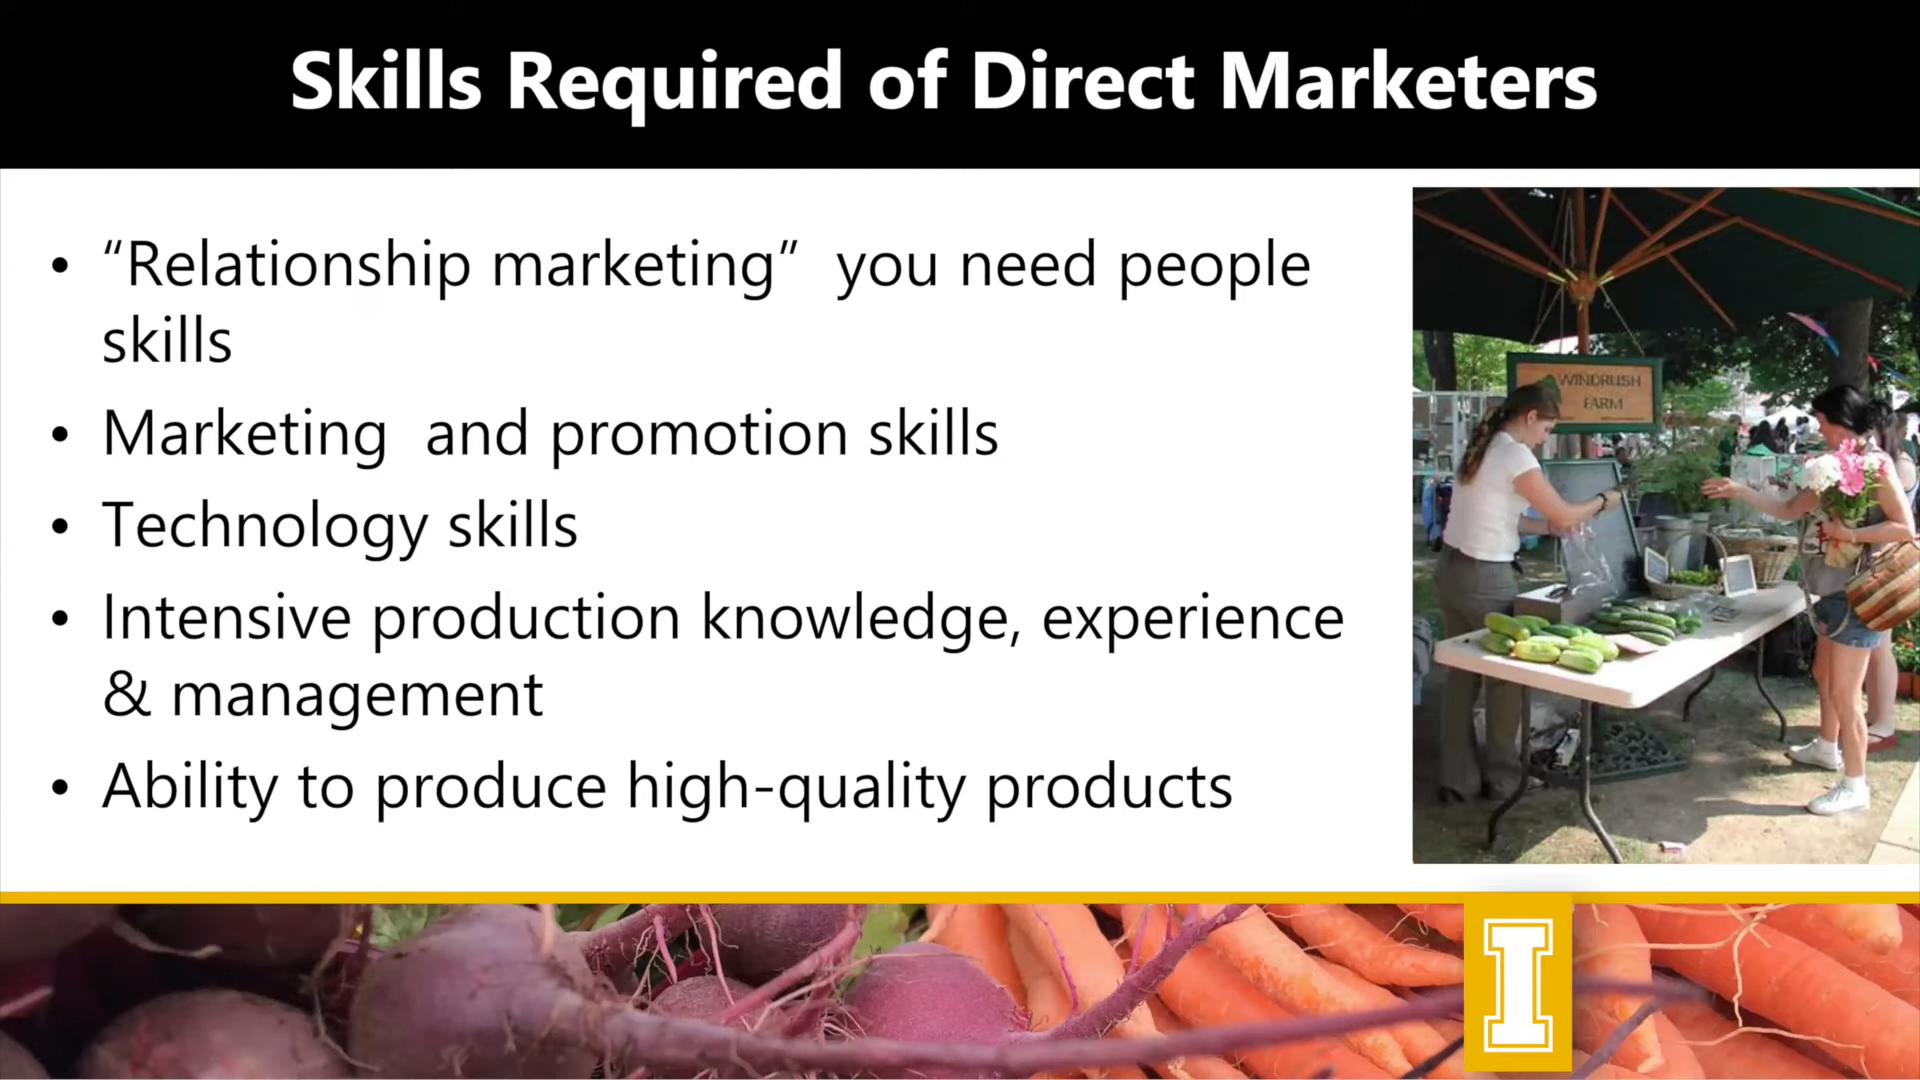 Skills Required of Direct Marketers
• “Relationship marketing”  you need people
skills
• Marketing  and promotion skills
• Technology skills
• Intensive production knowledge, experience
& management
• Ability to produce high-quality products
WINDRUSH
FARM
I